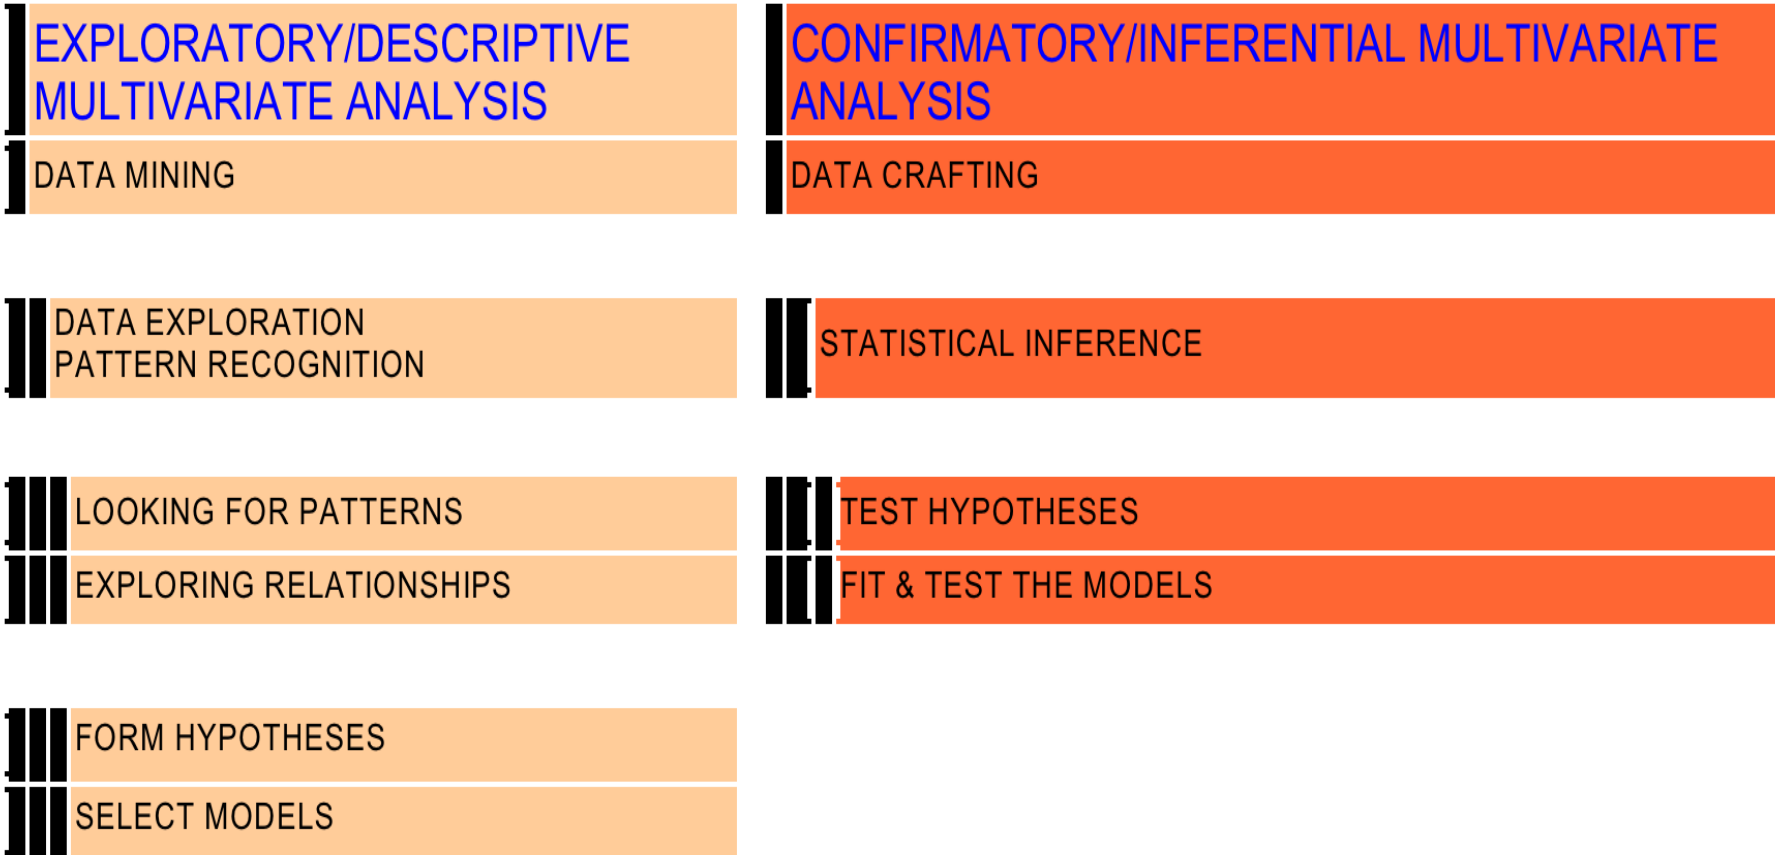 EXPLORATORY/DESCRIPTIVE
MULTIVARIATE ANALYSIS
DATA MINING
DATA EXPLORATION
PATTERN RECOGNITION
LOOKING FOR PATTERNS
EXPLORING RELATIONSHIPS
FORM HYPOTHESES
SELECT MODELS
CONFIRMATORY/INFERENTIAL MULTIVARIATE
ANALYSIS
DATA CRAFTING
STATISTICAL INFERENCE
TEST HYPOTHESES
FIT & TEST THE MODELS